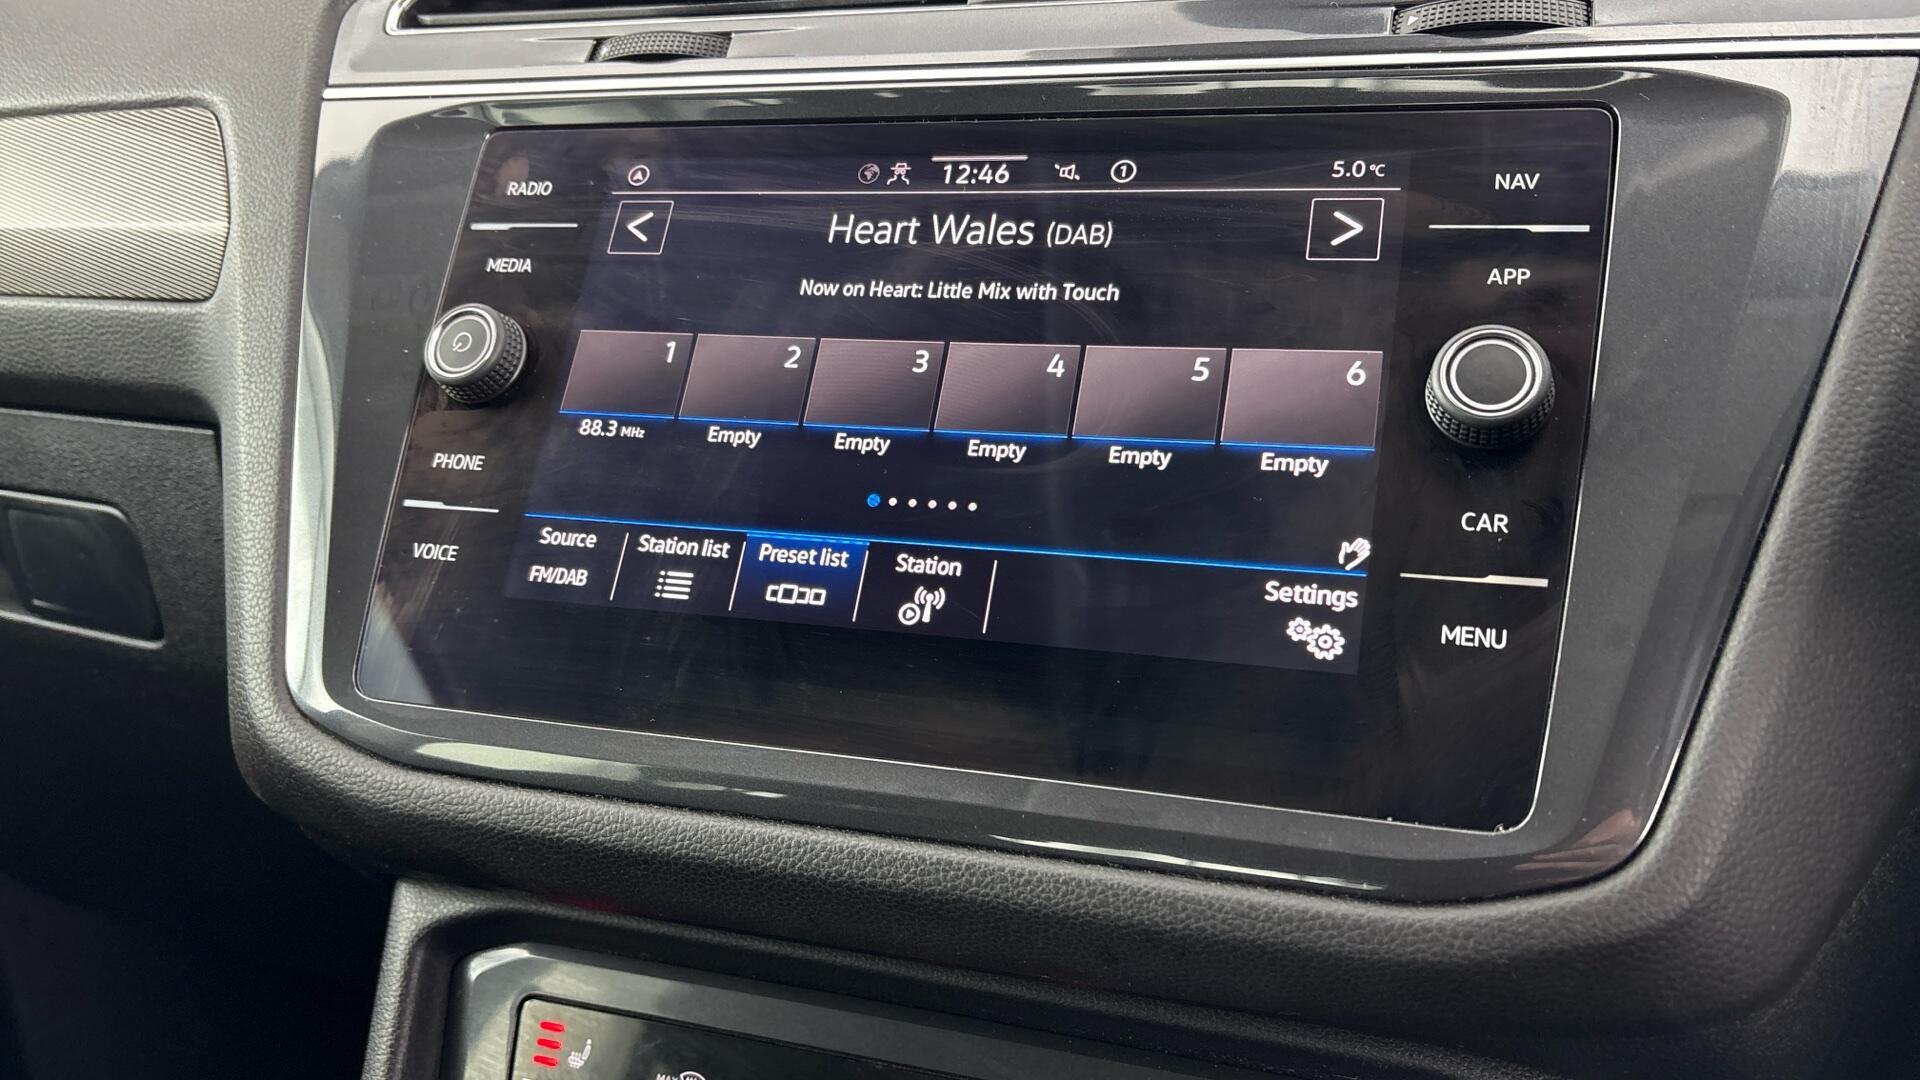 RADIO
MEDIA
PHONE
VOICE
12:46
1
5.0 °C
Heart Wales (DAB)
Now on Heart: Little Mix with Touch
1 2 3 4 5 6
88.3 MHz Empty Empty Empty Empty Empty
Source Station list Preset list Station Settings
FM/DAB
NAV
APP
CAR
MENU
MAX